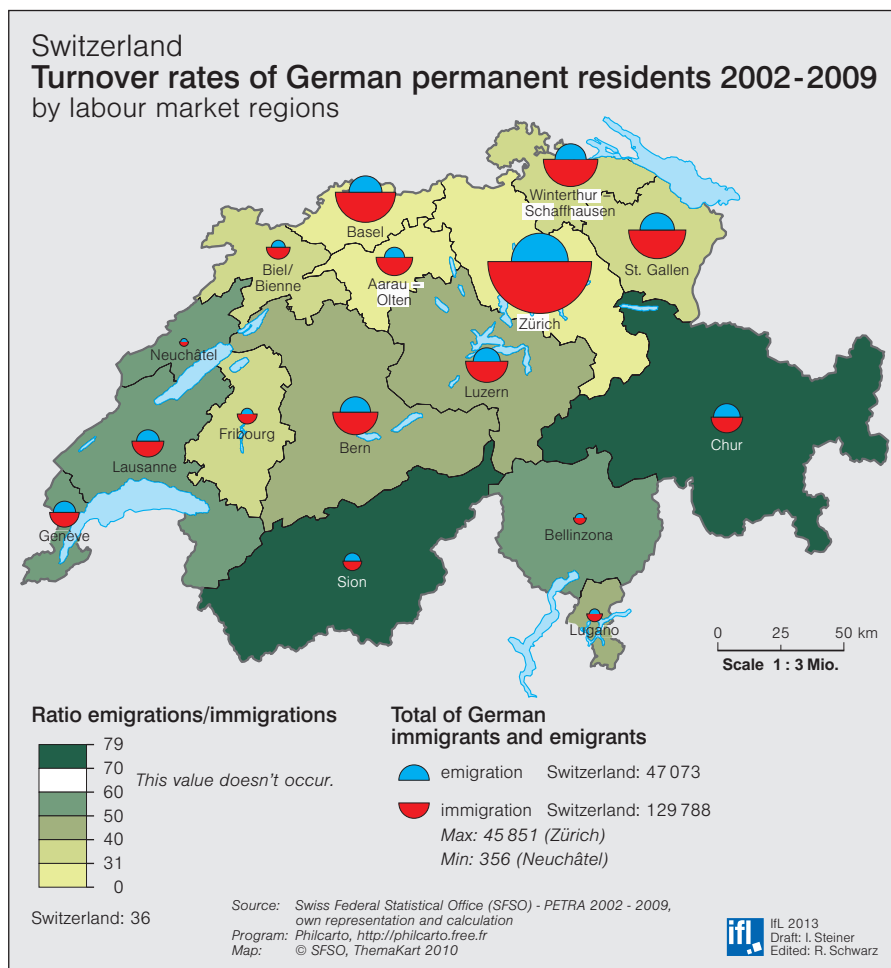 Switzerland
Turnover rates of German permanent residents 2002-2009
by labour market regions
Winterthur –
Schaffhausen
Basel
St. Gallen
Biel/
Bienne
Aarau –
Olten
Zürich
Neuchâtel
Luzern
Fribourg
Bern
Chur
Lausanne
Genève
Bellinzona
Sion
Lugano
0 25 50 km
Scale 1 : 3 Mio.
Ratio emigrations/immigrations
79
70
This value doesn't occur.
60
50
40
31
0
Switzerland: 36
Total of German
immigrants and emigrants
emigration Switzerland: 47 073
immigration Switzerland: 129 788
Max: 45 851 (Zürich)
Min: 356 (Neuchâtel)
Source: Swiss Federal Statistical Office (SFSO) - PETRA 2002 - 2009,
own representation and calculation
Program: Philcarto, http://philcarto.free.fr
Map: © SFSO, ThemaKart 2010
ifl
IfL 2013
Draft: I. Steiner
Edited: R. Schwarz